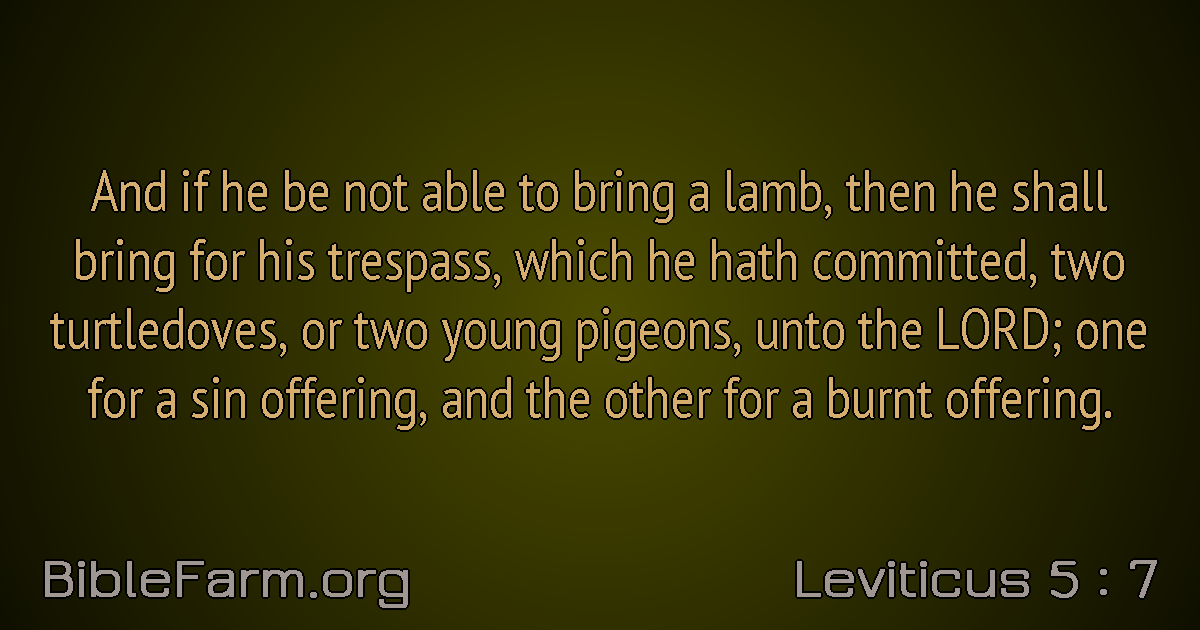 And if he be not able to bring a lamb, then he shall
bring for his trespass, which he hath committed, two
turtledoves, or two young pigeons, unto the LORD; one
for a sin offering, and the other for a burnt offering.
BibleFarm.org
Leviticus 5 : 7